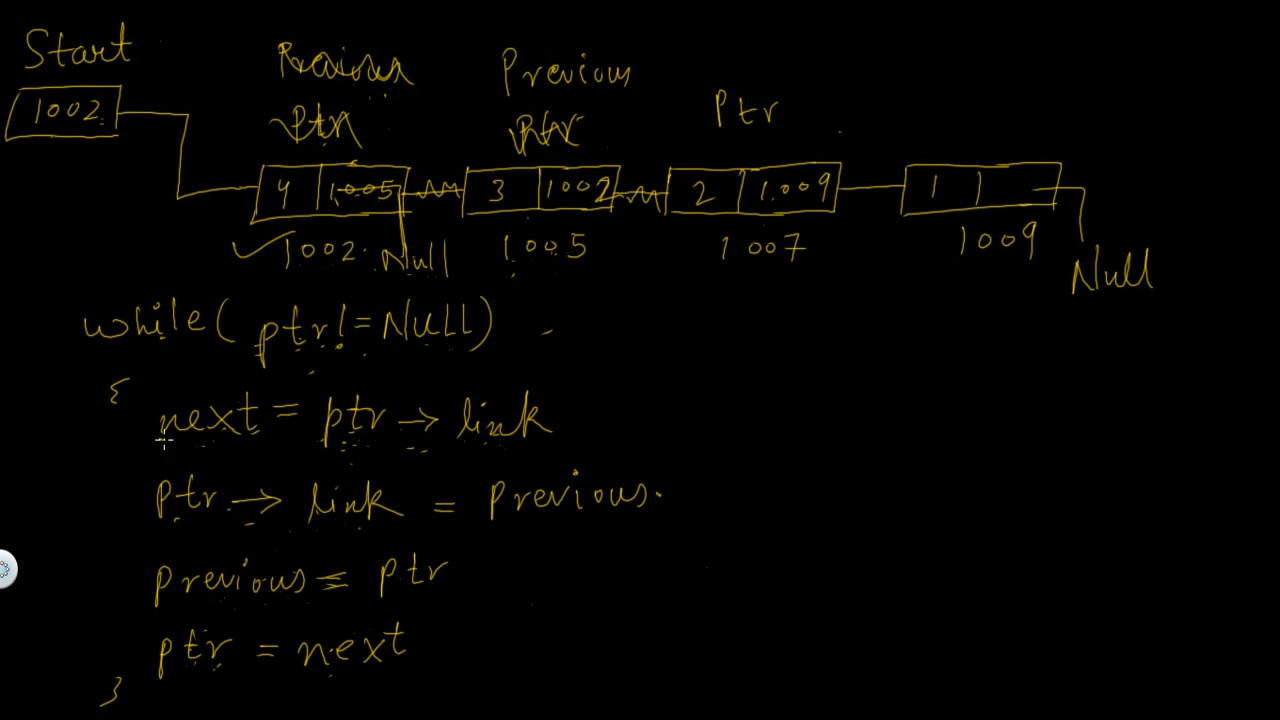 Start
Previous Previous
Ptr Ptr Ptr
1002
4 1005 3 1002 2 1009 1
1002 Null 1005 1007 1009 Null
while( ptr!=NULL)
{
next = ptr → link
Ptr → link = Previous.
previous = ptr
ptr = next
}